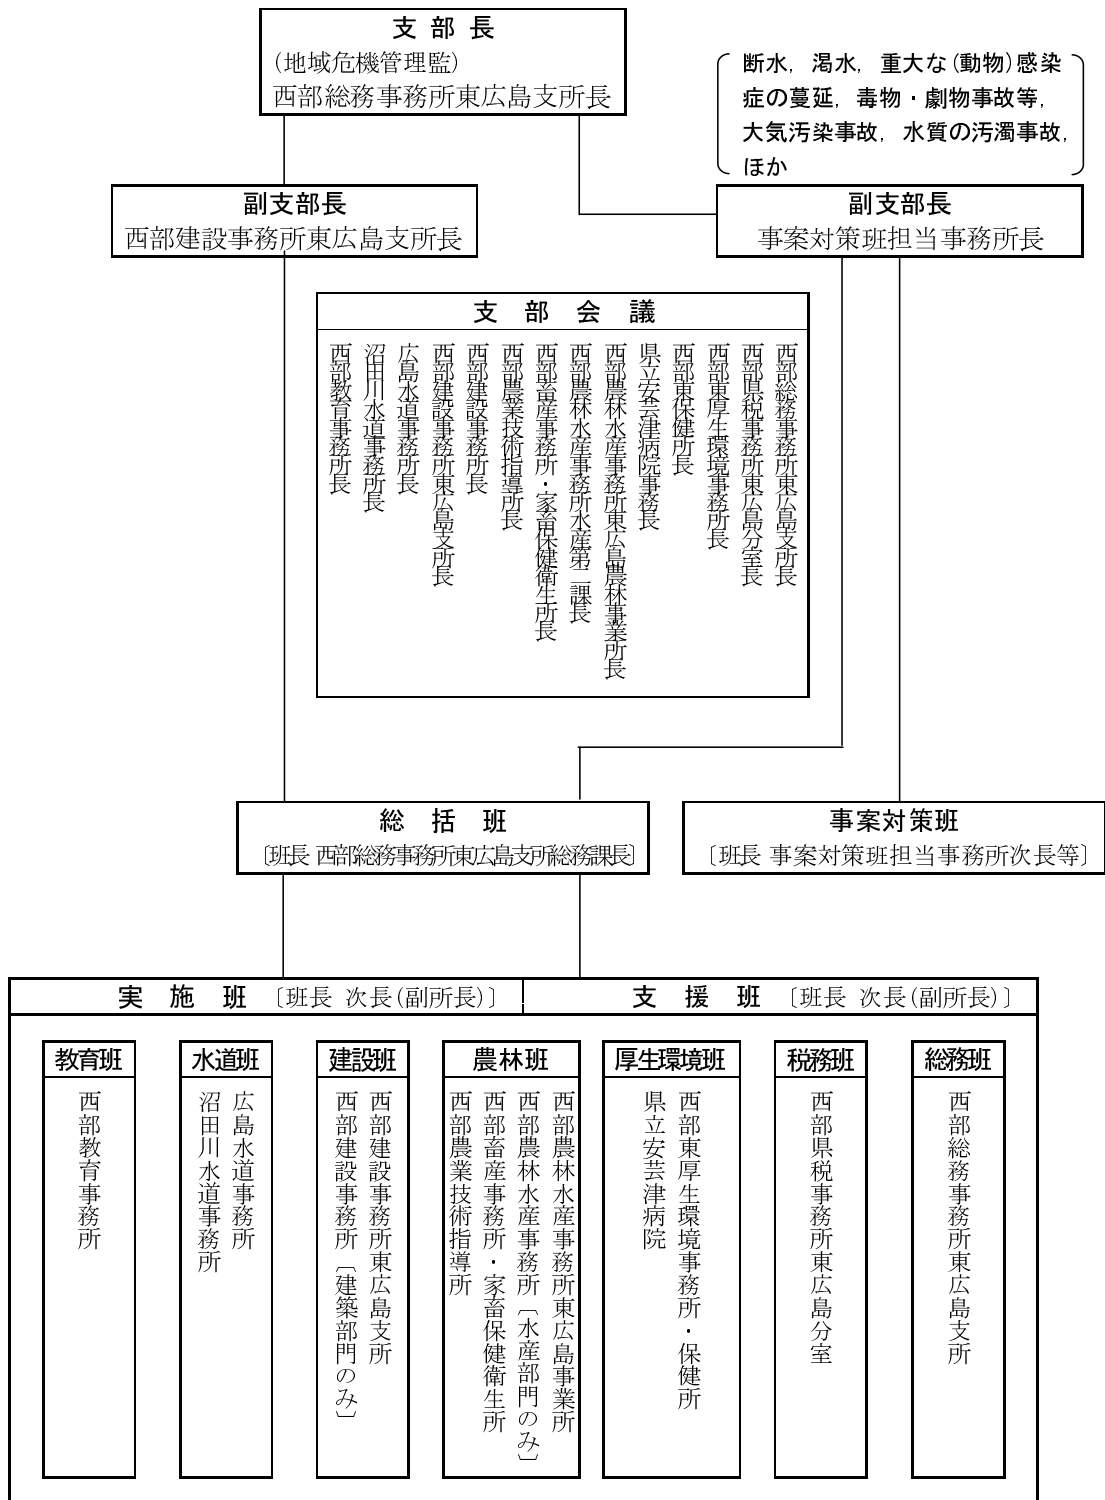 支 部 長
(地域危機管理監)
西部総務事務所東広島支所長
断水，渇水，重大な(動物)感染
症の蔓延，毒物・劇物事故等，
大気汚染事故，水質の汚濁事故，
ほか
副支部長
西部建設事務所東広島支所長
副支部長
事案対策班担当事務所長
支 部 会 議
西部総務事務所東広島支所長
西部県税事務所東広島分室長
西部東厚生環境事務所長
西部東保健所長
県立安芸津病院事務長
西部農林水産事務所東広島農林事業所長
西部農林水産事務所水産第二課長
西部畜産事務所・家畜保健衛生所長
西部農業技術指導所長
西部建設事務所長
西部建設事務所東広島支所長
広島水道事務所長
沼田川水道事務所長
西部教育事務所長
総 括 班
〔班長 西部総務事務所東広島支所総務課長〕
事案対策班
〔班長 事案対策班担当事務所次長等〕
実 施 班 〔班長 次長(副所長)〕
支 援 班 〔班長 次長(副所長)〕
教育班
西部教育事務所
水道班
広島水道事務所
沼田川水道事務所
建設班
西部建設事務所東広島支所
西部建設事務所〔建築部門のみ〕
農林班
西部農林水産事務所東広島事業所
西部農林水産事務所〔水産部門のみ〕
西部畜産事務所・家畜保健衛生所
西部農業技術指導所
厚生環境班
西部東厚生環境事務所・保健所
県立安芸津病院
税務班
西部県税事務所東広島分室
総務班
西部総務事務所東広島支所